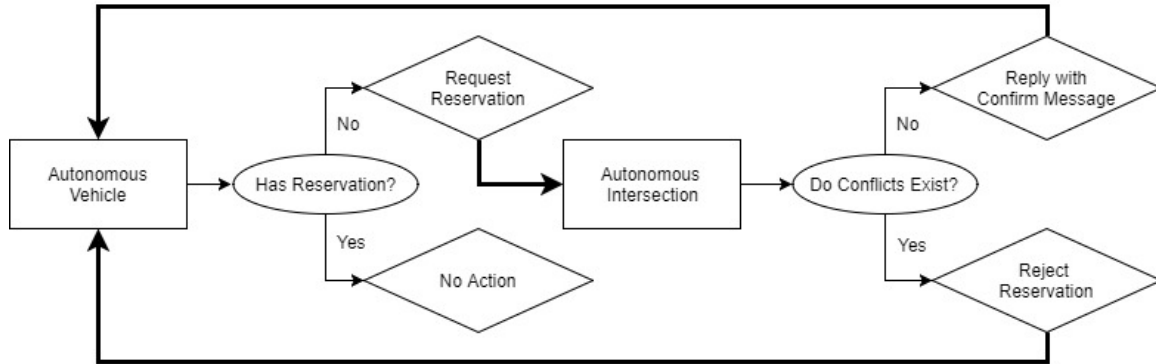 Request
Reservation
Reply with
Confirm Message
No
No
Autonomous
Vehicle
Has Reservation?
Autonomous
Intersection
Do Conflicts Exist?
Yes
Yes
No Action
Reject
Reservation